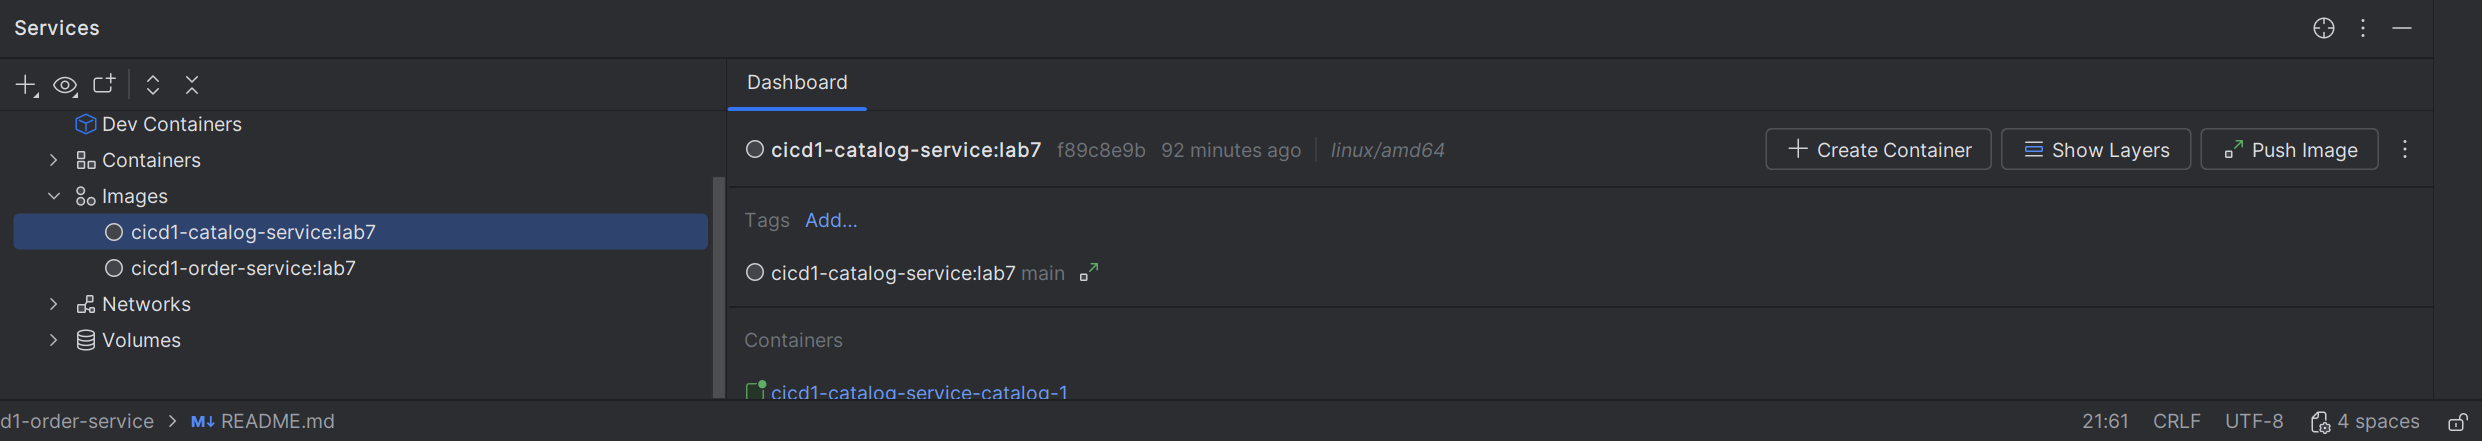 Services
Dashboard
Dev Containers
Containers
Images
cicd1-catalog-service:lab7
cicd1-order-service:lab7
Networks
Volumes
cicd1-catalog-service:lab7 f89c8e9b 92 minutes ago linux/amd64 Create Container Show Layers Push Image
Tags Add...
cicd1-catalog-service:lab7 main
Containers
cicd1-catalog-service-catalog-1
d1-order-service > M↓ README.md 21:61 CRLF UTF-8 4 spaces